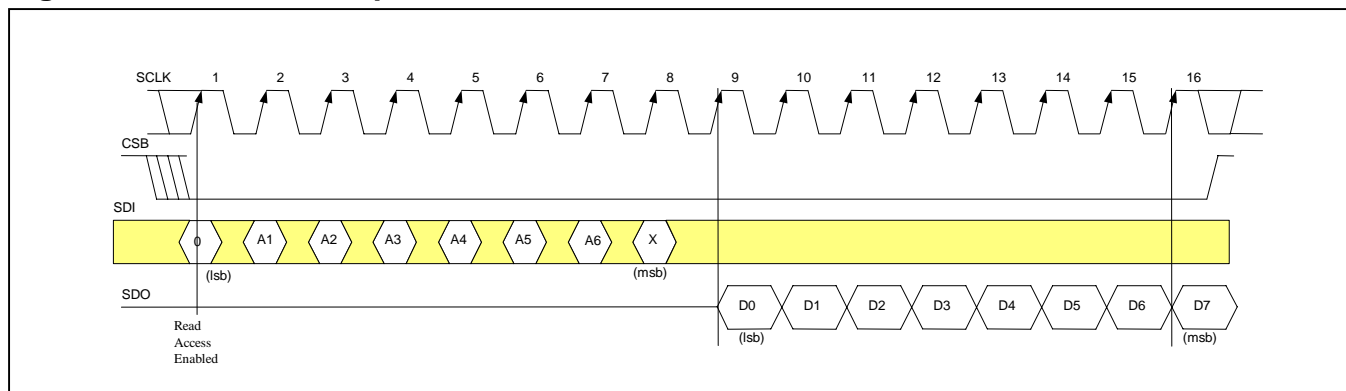 SCLK 1 2 3 4 5 6 7 8 9 10 11 12 13 14 15 16
CSB
SDI
0 A1 A2 A3 A4 A5 A6 X
(lsb) (msb)
SDO
D0 D1 D2 D3 D4 D5 D6 D7
(lsb) (msb)
Read
Access
Enabled